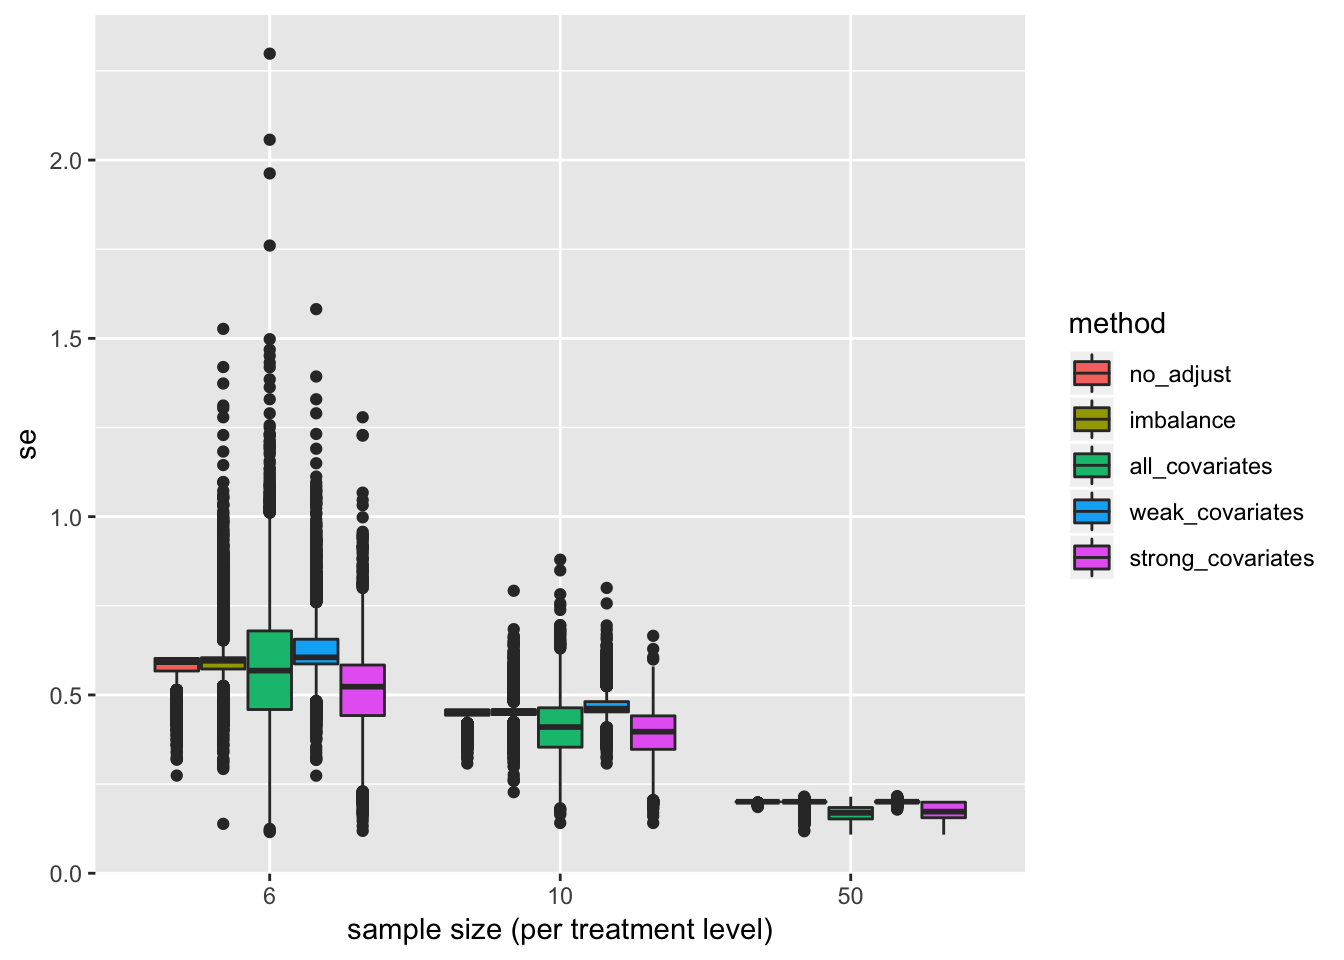 2.0
1.5
1.0
0.5
0.0
se
6
10
50
sample size (per treatment level)
method
no_adjust
imbalance
all_covariates
weak_covariates
strong_covariates